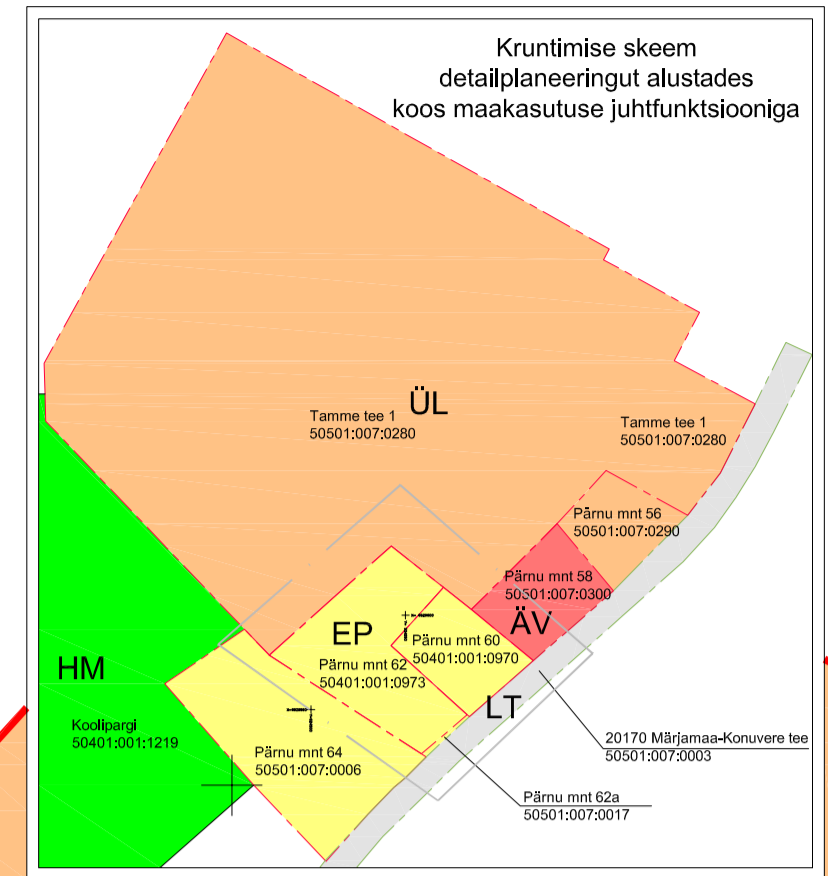 Kruntimise skeem
detailplaneeringut alustades
koos maakasutuse juhtfunktsiooniga
ÜL
Tamme tee 1
50501:007:0280
Tamme tee 1
50501:007:0280
Pärnu mnt 56
50501:007:0290
Pärnu mnt 58
50501:007:0300
ÄV
EP
Pärnu mnt 60
50401:001:0970
Pärnu mnt 62
50401:001:0973
HM
LT
Koolipargi
50401:001:1219
Pärnu mnt 64
50501:007:0006
20170 Märjamaa-Konuvere tee
50501:007:0003
Pärnu mnt 62a
50501:007:0017